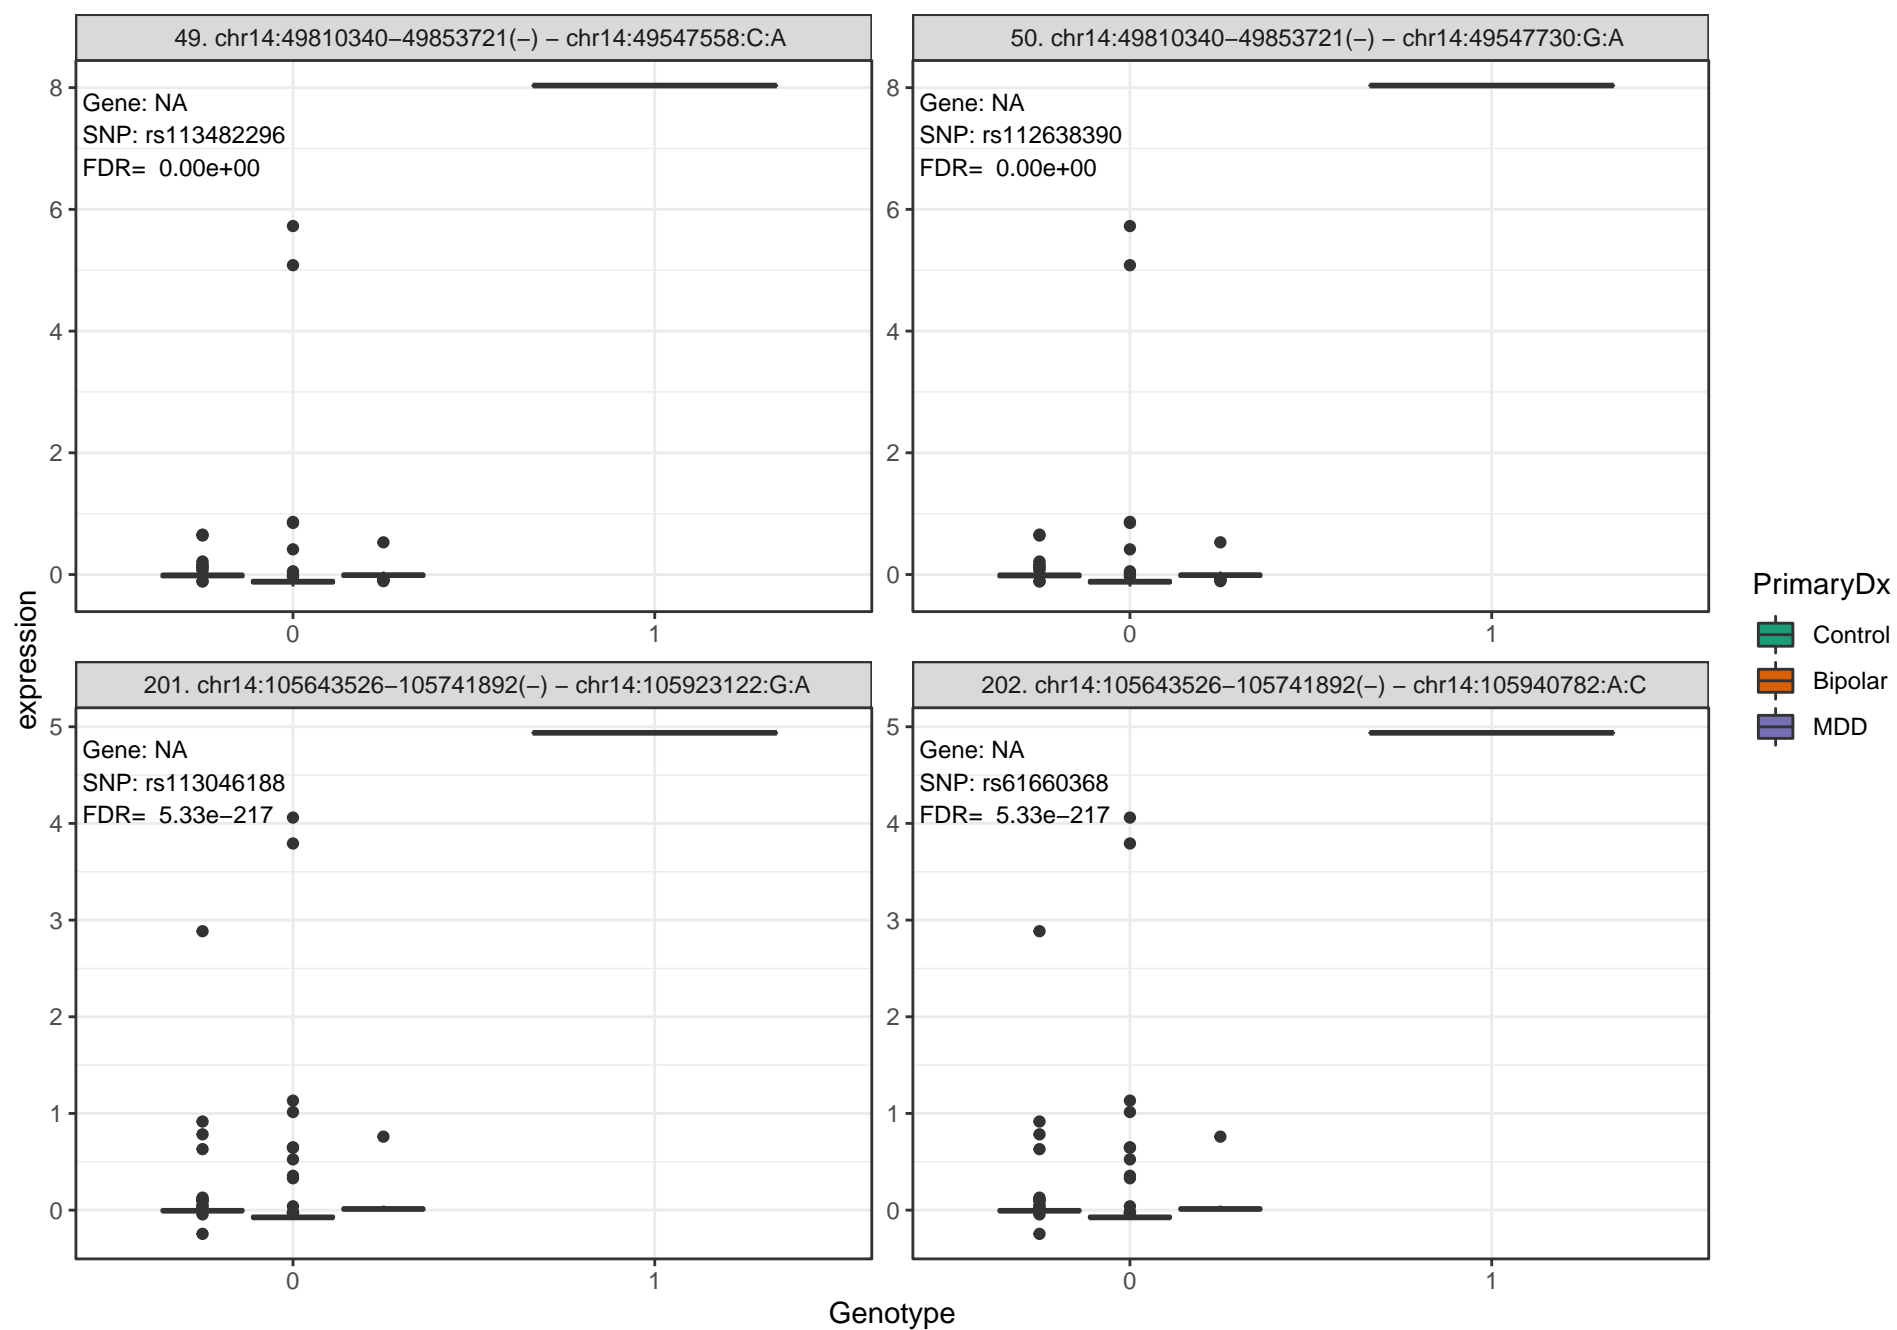 49. chr14:49810340−49853721(−) − chr14:49547558:C:A
50. chr14:49810340−49853721(−) − chr14:49547730:G:A
8
6
4
2
0
Gene: NA
SNP: rs113482296
FDR=  0.00e+00
0
1
8
6
4
2
0
Gene: NA
SNP: rs112638390
FDR=  0.00e+00
0
1
201. chr14:105643526−105741892(−) − chr14:105923122:G:A
202. chr14:105643526−105741892(−) − chr14:105940782:A:C
5
4
3
2
1
0
Gene: NA
SNP: rs113046188
FDR=  5.33e−217
0
1
5
4
3
2
1
0
Gene: NA
SNP: rs61660368
FDR=  5.33e−217
0
1
expression
Genotype
PrimaryDx
Control
Bipolar
MDD